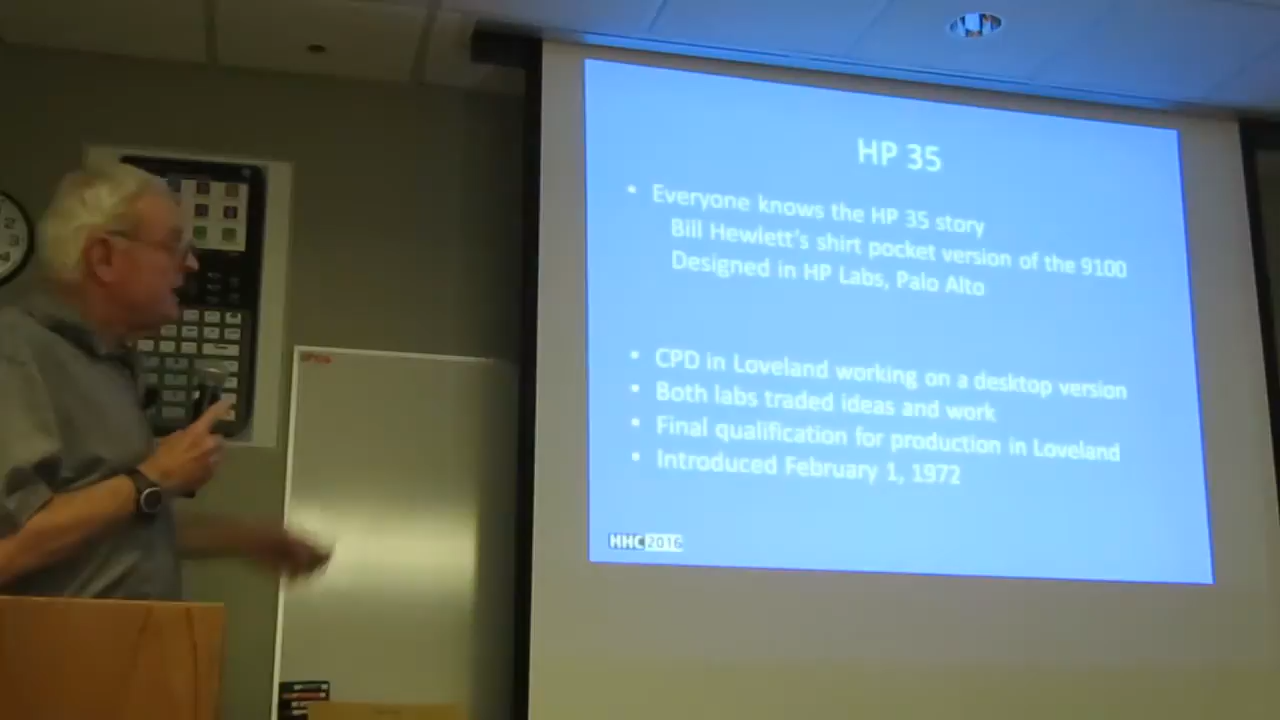 HP 35
• Everyone knows the HP 35 story
Bill Hewlett's shirt pocket version of the 9100
Designed in HP Labs, Palo Alto
• CPD in Loveland working on a desktop version
• Both labs traded ideas and work
• Final qualification for production in Loveland
• Introduced February 1, 1972
HHC 2016